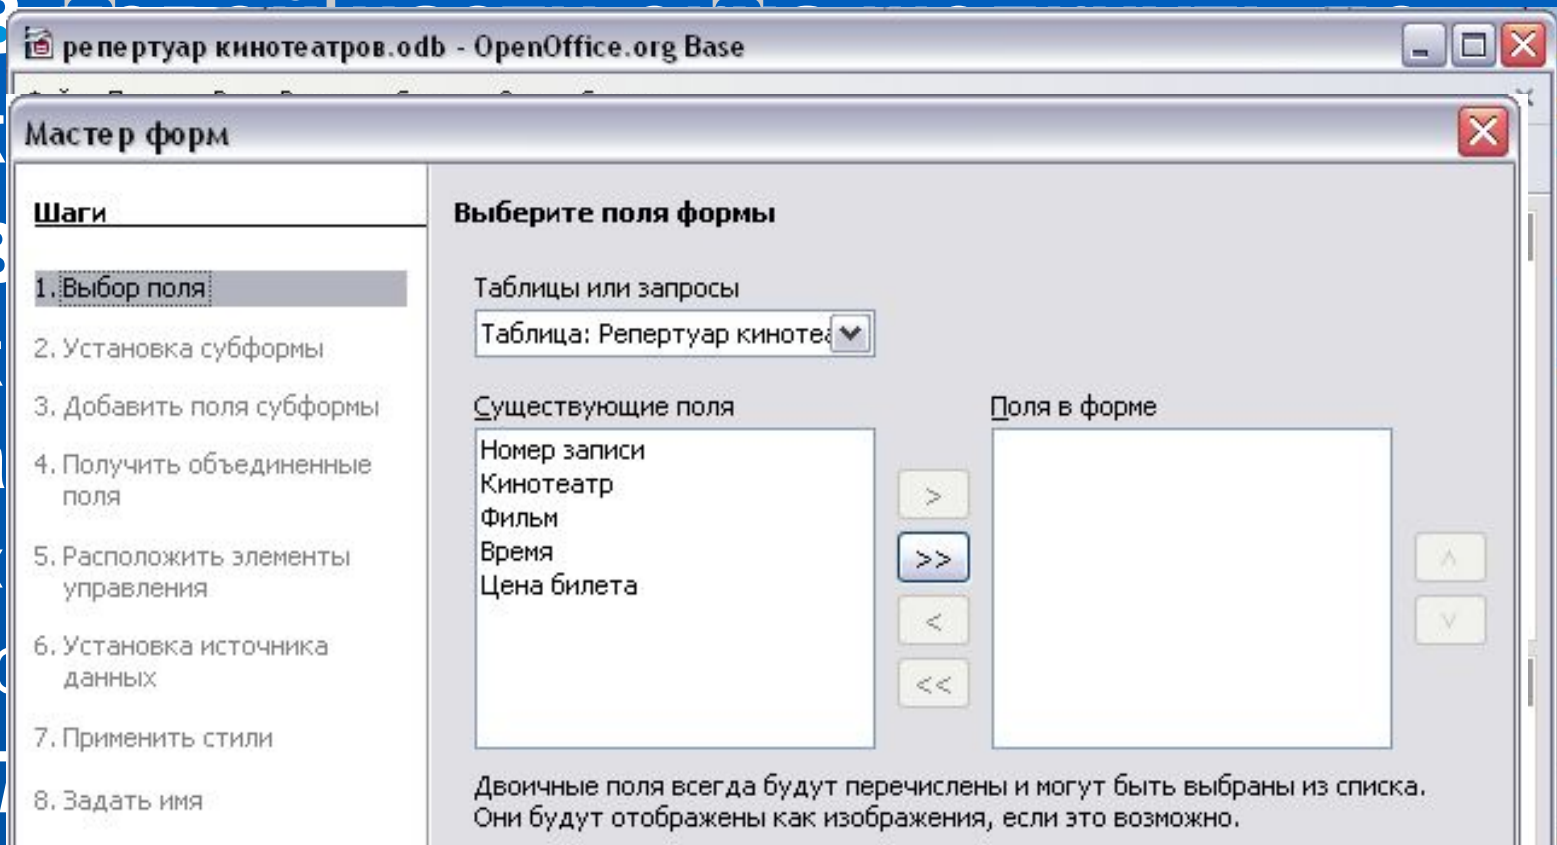 репертуар кинотеатров.odb - OpenOffice.org Base
Мастер форм
Шаги
1. Выбор поля
2. Установка субформы
3. Добавить поля субформы
4. Получить объединенные
поля
5. Расположить элементы
управления
6. Установка источника
данных
7. Применить стили
8. Задать имя
Выберите поля формы
Таблицы или запросы
Таблица: Репертуар киноте
Существующие поля
Номер записи
Кинотеатр
Фильм
Время
Цена билета
>
>>
<
<<
Поля в форме
Двоичные поля всегда будут перечислены и могут быть выбраны из списка.
Они будут отображены как изображения, если это возможно.